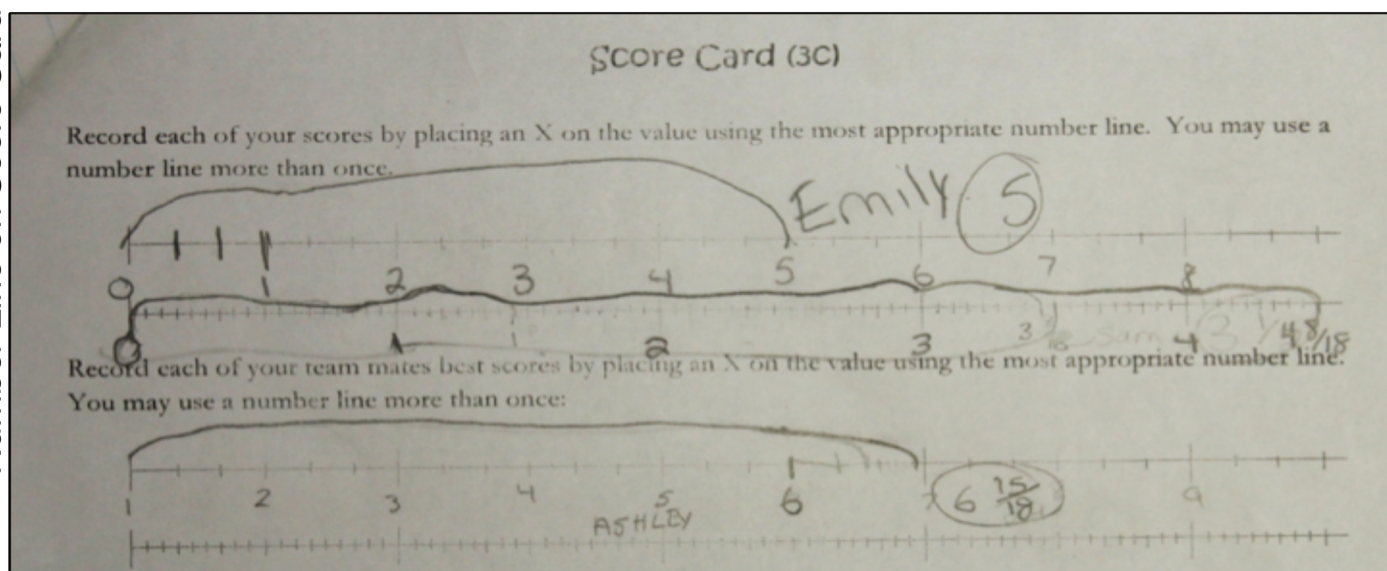 Score Card (3C)
Record each of your scores by placing an X on the value using the most appropriate number line. You may use a
number line more than once.
Emily 5
0 1 2 3 4 5 6 7 8
0 1 2 3 3 Sam 3 4 4 8/18
Record each of your team mates best scores by placing an X on the value using the most appropriate number line.
You may use a number line more than once:
1 2 3 4 5 6 6 15/18 9
ASHLEY